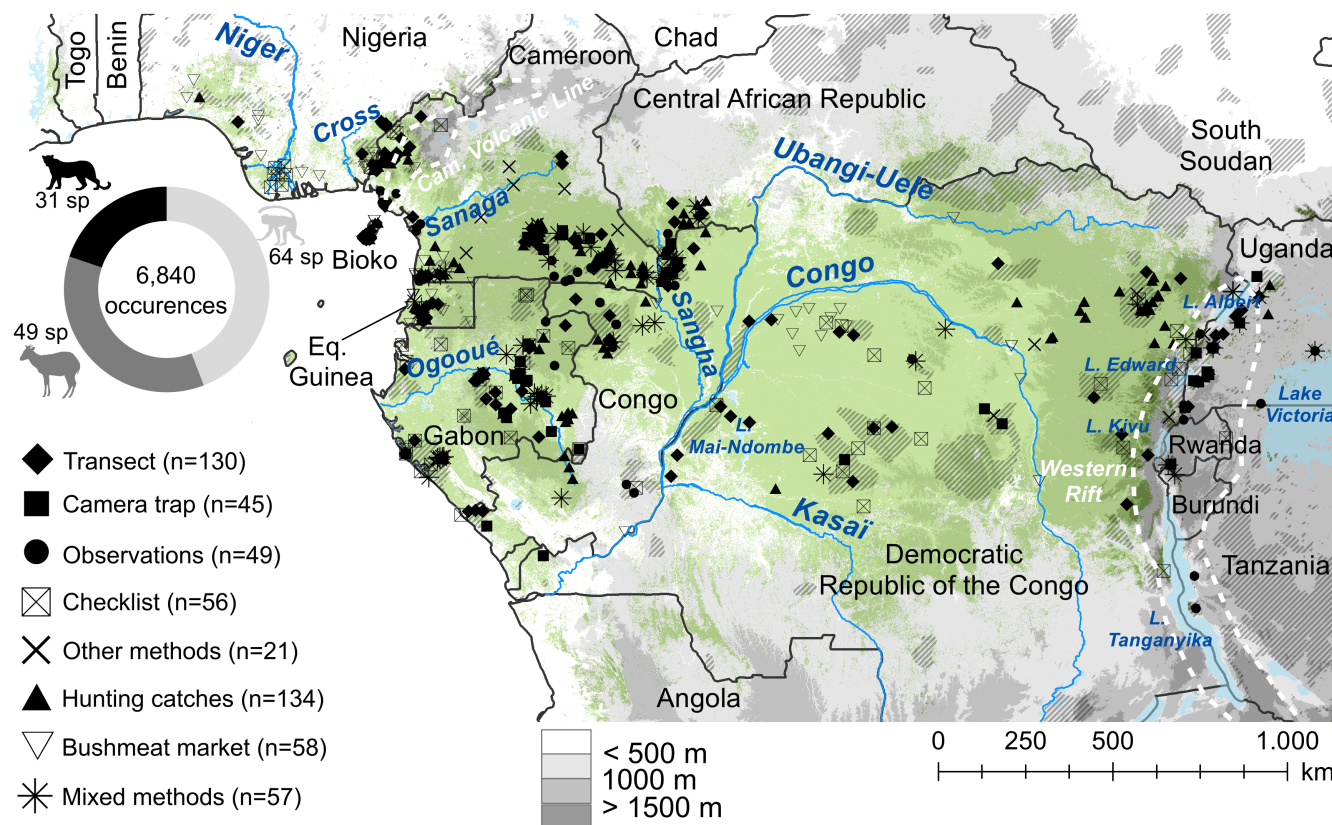 Togo
Benin
Niger
Nigeria
Cameroon
Chad
Central African Republic
South
Soudan
Cross
Cam. Volcanic Line
Ubangi-Uele
31 sp
6,840
occurences
64 sp
49 sp
Bioko
Sanaga
Congo
Sangha
Uganda
L. Albert
Eq.
Guinea
Ogooué
L. Edward
Lake
Victoria
Congo
Gabon
L.
Mai-Ndombe
L. Kivu
Rwanda
Western
Rift
Burundi
Kasaï
Democratic
Republic of the Congo
Tanzania
L.
Tanganyika
Angola
Transect (n=130)
Camera trap (n=45)
Observations (n=49)
Checklist (n=56)
Other methods (n=21)
Hunting catches (n=134)
Bushmeat market (n=58)
Mixed methods (n=57)
< 500 m
1000 m
> 1500 m
0 250 500 1.000
km